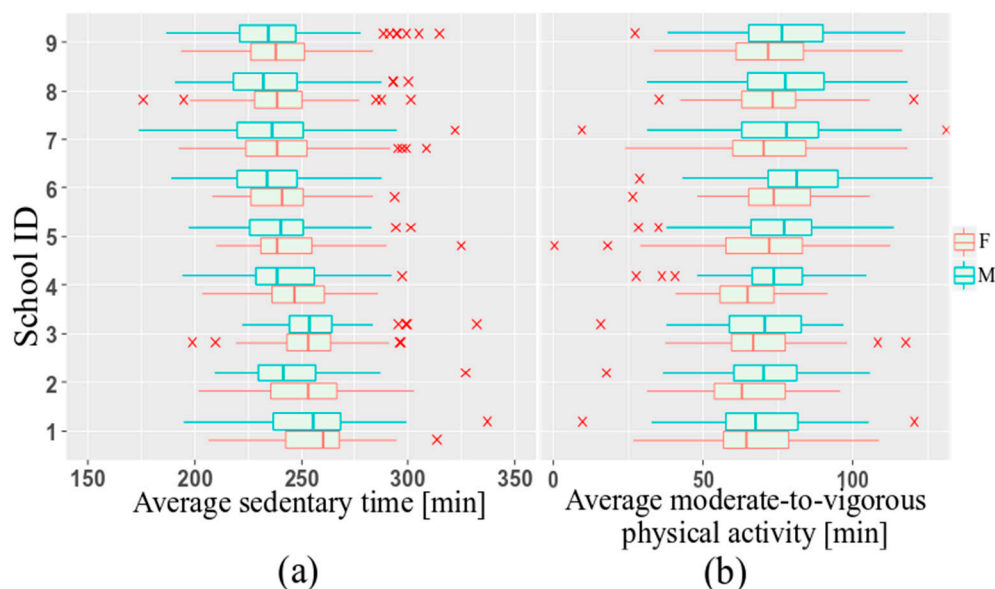 School ID
9
8
7
6
5
4
3
2
1
150 200 250 300 350
0 50 100
Average sedentary time [min]
Average moderate-to-vigorous
physical activity [min]
(a)
(b)
F
M